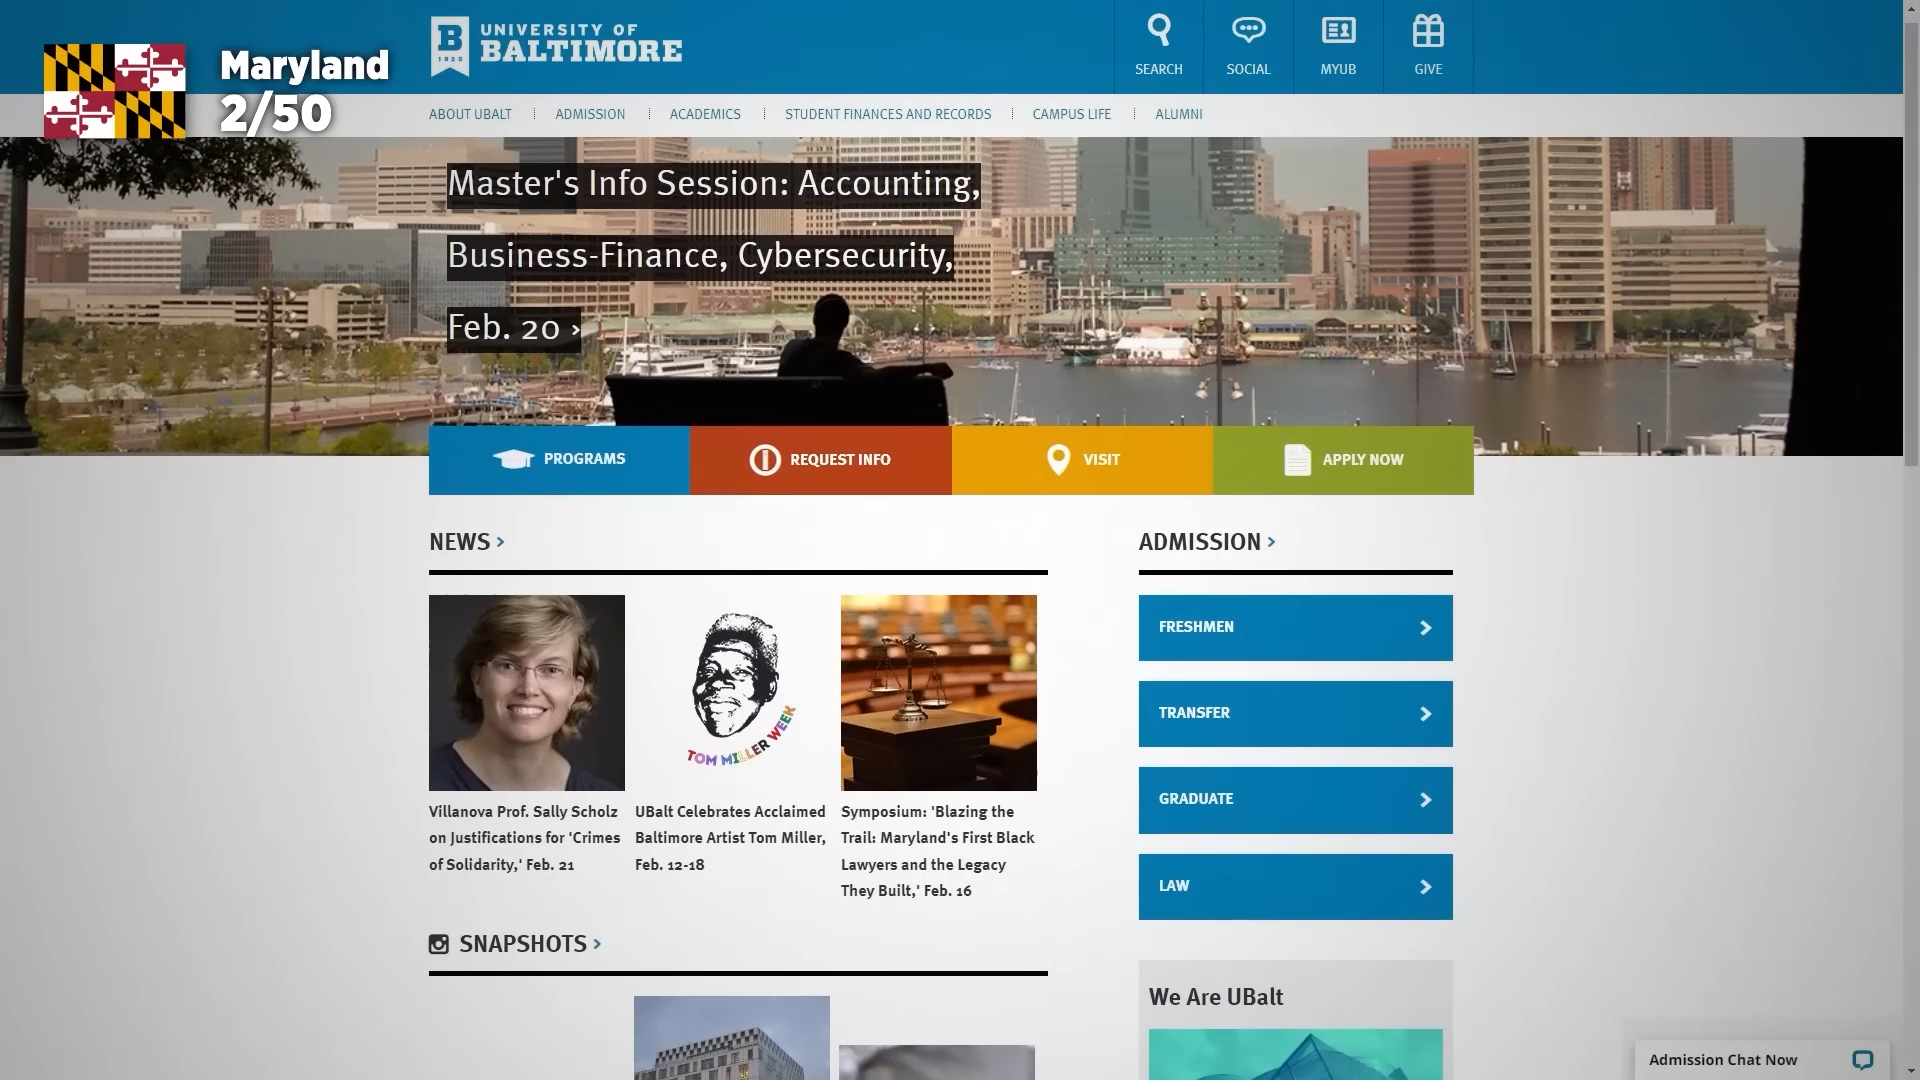 UNIVERSITY OF
BALTIMORE
B
1925
SEARCH
SOCIAL
MYUB
GIVE
Maryland
2/50
ABOUT UBALT
ADMISSION
ACADEMICS
STUDENT FINANCES AND RECORDS
CAMPUS LIFE
ALUMNI
Master's Info Session: Accounting,
Business-Finance, Cybersecurity,
Feb. 20 ›
PROGRAMS
REQUEST INFO
VISIT
APPLY NOW
NEWS ›
TOM MILLER WEEK
Villanova Prof. Sally Scholz
on Justifications for 'Crimes
of Solidarity,' Feb. 21
UBalt Celebrates Acclaimed
Baltimore Artist Tom Miller,
Feb. 12-18
Symposium: 'Blazing the
Trail: Maryland's First Black
Lawyers and the Legacy
They Built,' Feb. 16
SNAPSHOTS ›
ADMISSION ›
FRESHMEN
TRANSFER
GRADUATE
LAW
We Are UBalt
Admission Chat Now